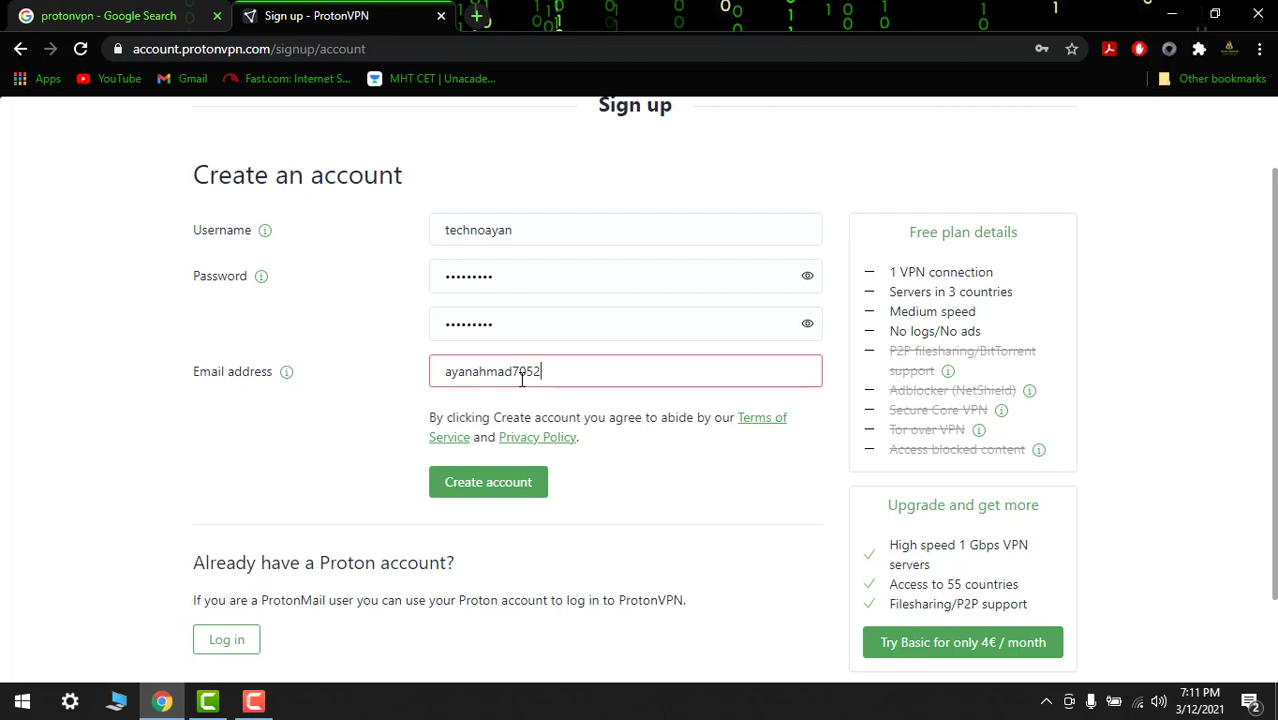 protonvpn - Google Search
Sign up - ProtonVPN
account.protonvpn.com/signup/account
Apps YouTube Gmail Fast.com: Internet S... MHT CET | Unacade... Other bookmarks
Sign up
Create an account
Username technoayan
Password •••••••••
•••••••••
Email address ayanahmad7052
By clicking Create account you agree to abide by our Terms of
Service and Privacy Policy.
Create account
Already have a Proton account?
If you are a ProtonMail user you can use your Proton account to log in to ProtonVPN.
Log in
Free plan details
1 VPN connection
Servers in 3 countries
Medium speed
No logs/No ads
P2P filesharing/BitTorrent
support
Adblocker (NetShield)
Secure Core VPN
Tor over VPN
Access blocked content
Upgrade and get more
High speed 1 Gbps VPN
servers
Access to 55 countries
Filesharing/P2P support
Try Basic for only 4€ / month
7:11 PM
3/12/2021
2